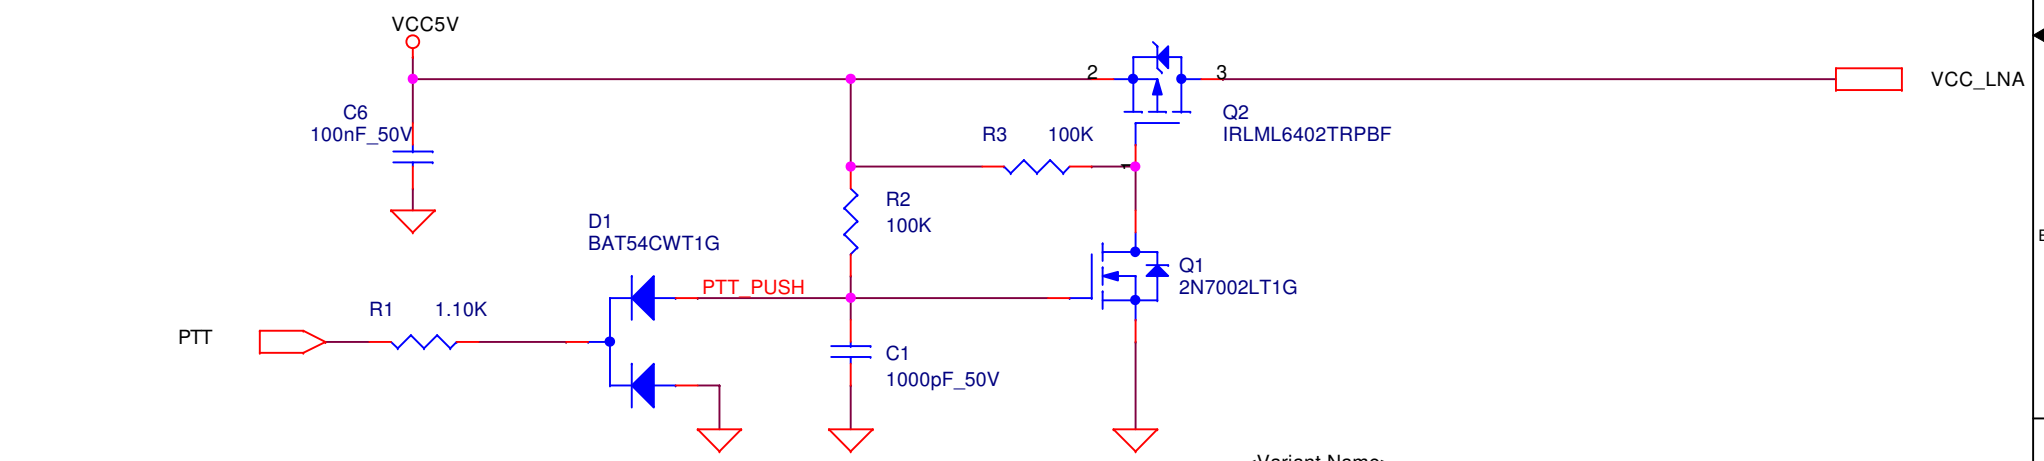 VCC5V
2
3
VCC_LNA
C6
100nF_50V
Q2
IRLML6402TRPBF
R3 100K
R2
100K
D1
BAT54CWT1G
PTT_PUSH
Q1
2N7002LT1G
R1 1.10K
PTT
C1
1000pF_50V